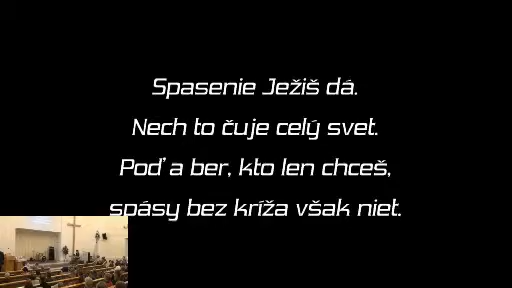 Spasenie Ježiš dá.
Nech to čuje celý svet.
Poď a ber, kto len chceš,
spásy bez kríža však niet.